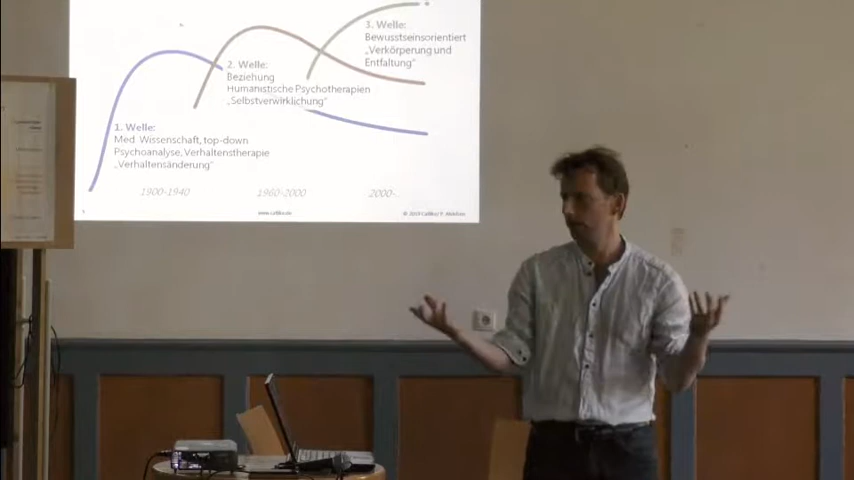 3. Welle:
Bewusstseinsorientiert
„Verkörperung und
Entfaltung“
2. Welle:
Beziehung
Humanistische Psychotherapien
„Selbstverwirklichung“
1. Welle:
Med Wissenschaft, top-down
Psychoanalyse, Verhaltenstherapie
„Verhaltensänderung“
1900-1940
1960-2000
2000-